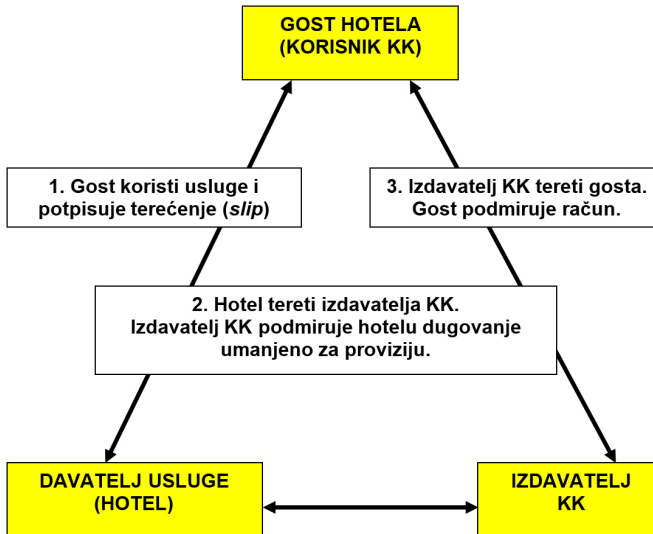 GOST HOTELA
(KORISNIK KK)
1. Gost koristi usluge i
potpisuje terećenje (slip)
3. Izdavatelj KK tereti gosta.
Gost podmiruje račun.
2. Hotel tereti izdavatelja KK.
Izdavatelj KK podmiruje hotelu dugovanje
umanjeno za proviziju.
DAVATELJ USLUGE
(HOTEL)
IZDAVATELJ
KK